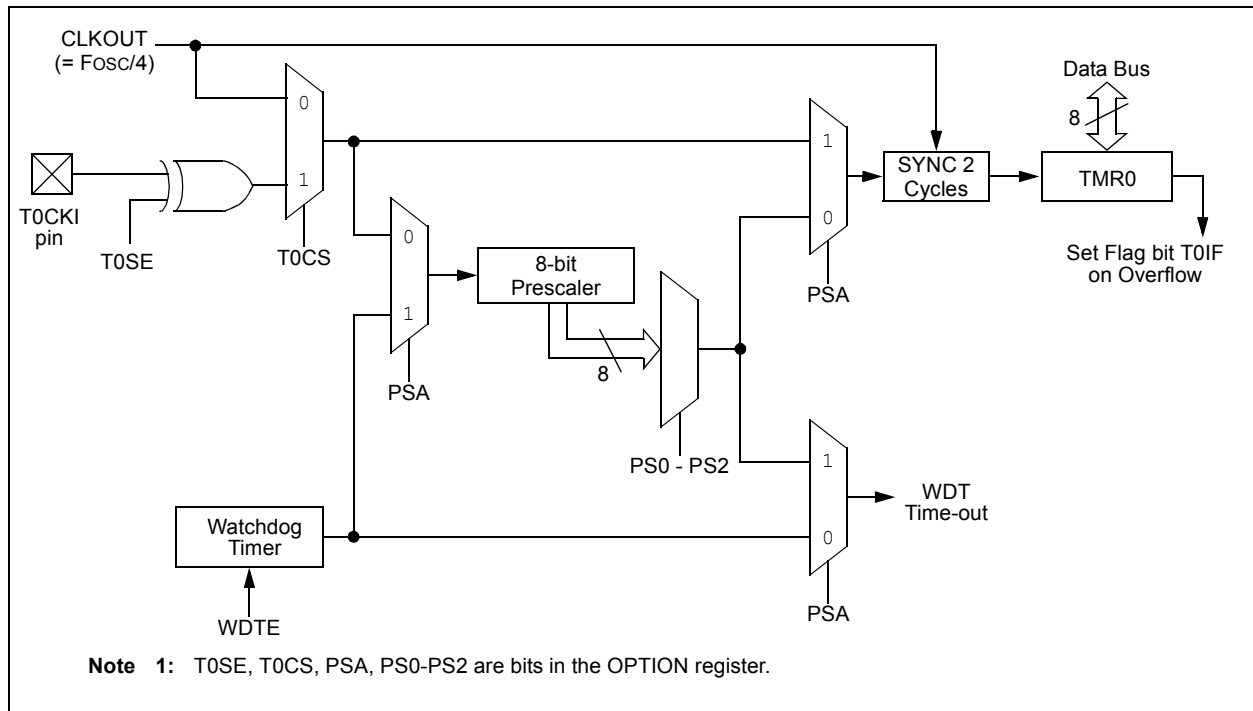 CLKOUT
(= FOSC/4)
Data Bus
0
8
1
SYNC 2
Cycles
TMR0
1
T0CKI
pin
T0SE
T0CS
0
0
8-bit
Prescaler
PSA
Set Flag bit T0IF
on Overflow
1
8
PSA
PS0 - PS2
1
WDT
Time-out
Watchdog
Timer
0
PSA
WDTE
Note 1: T0SE, T0CS, PSA, PS0-PS2 are bits in the OPTION register.